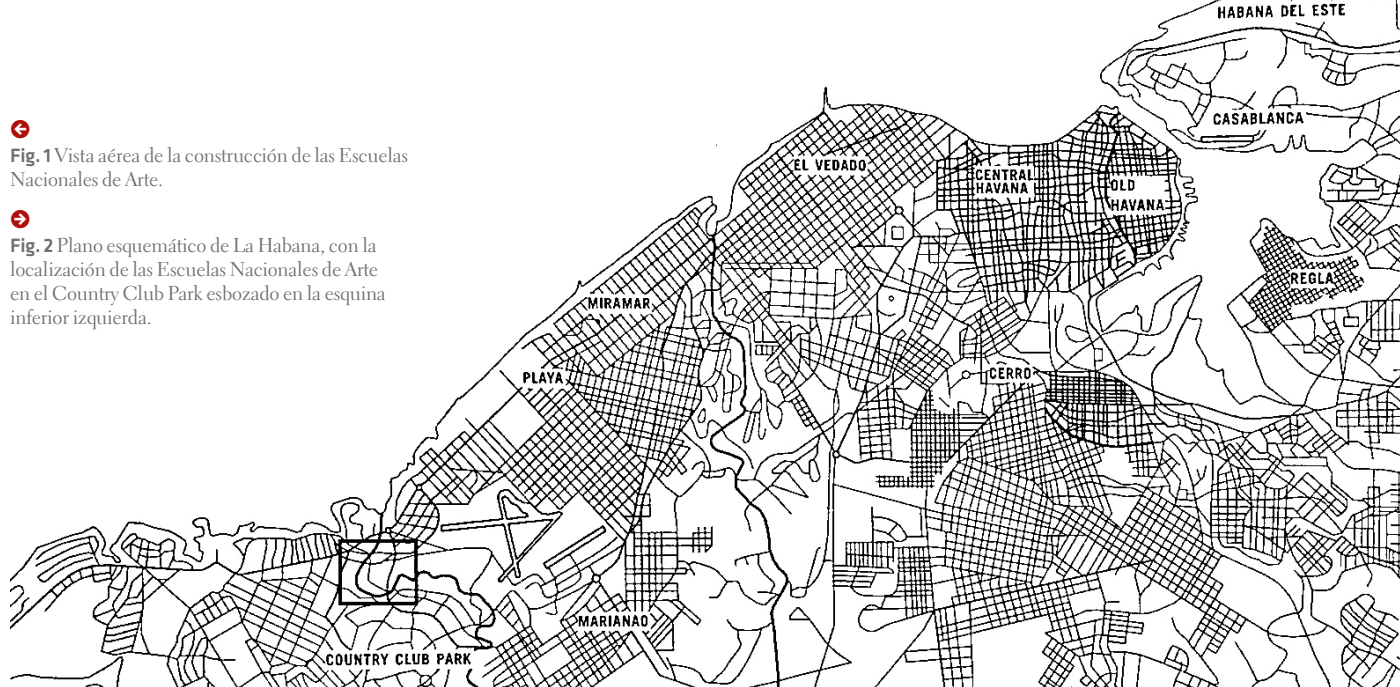 Fig. 1 Vista aérea de la construcción de las Escuelas
Nacionales de Arte.
Fig. 2 Plano esquemático de La Habana, con la
localización de las Escuelas Nacionales de Arte
en el Country Club Park esbozado en la esquina
inferior izquierda.
HABANA DEL ESTE
CASABLANCA
EL VEDADO
CENTRAL
HAVANA
OLD
HAVANA
REGLA
MIRAMAR
PLAYA
CERRO
MARIANAO
COUNTRY CLUB PARK